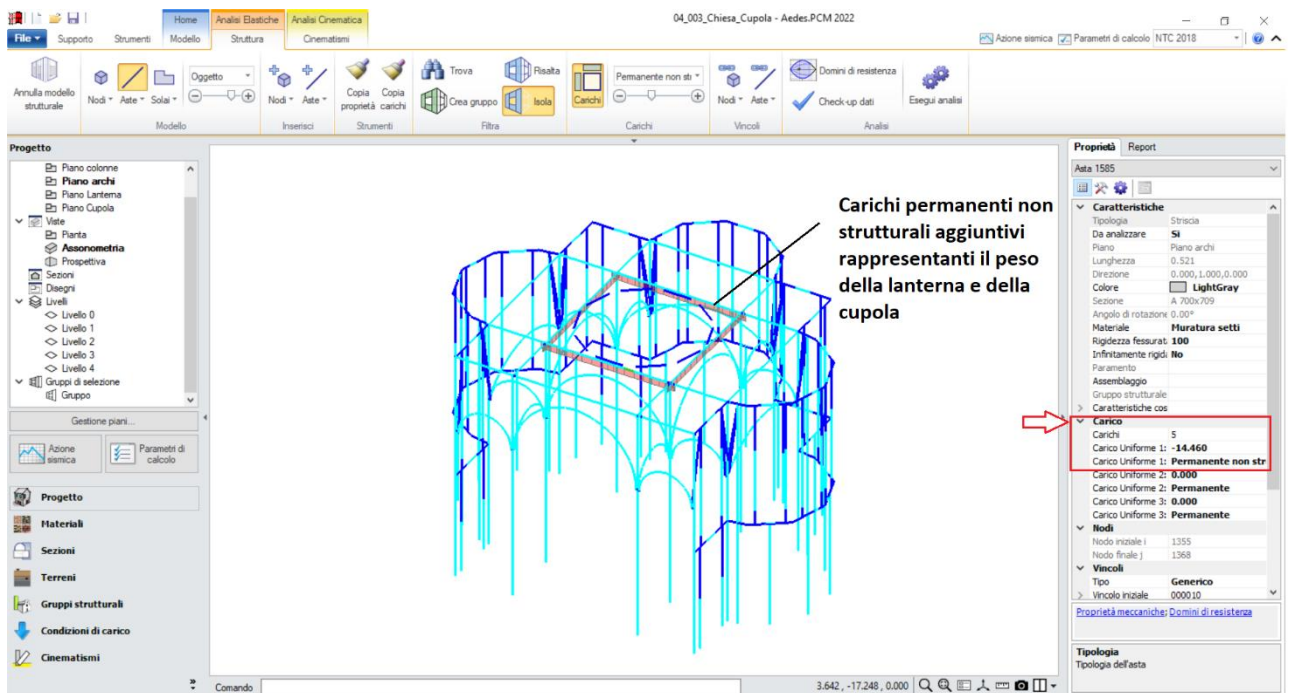 04_003_Chiesa_Cupola - Aedes.PCM 2022
Home
Analisi Elastiche
Analisi Cinematica
File
Supporto
Strumenti
Modello
Struttura
Cinematismi
Azione sismica
Parametri di calcolo
NTC 2018
Annulla modello
strutturale
Nodi
Aste
Solai
Oggetto
Modello
Nodi
Aste
Inserisci
Copia
proprietà
Copia
carichi
Strumenti
Trova
Crea gruppo
Risalta
Isola
Filtra
Carichi
Permanente non str
Carichi
Nodi
Aste
Vincoli
Domini di resistenza
Check-up dati
Esegui analisi
Analisi
Progetto
Piano colonne
Piano archi
Piano Lanterna
Piano Cupola
Viste
Pianta
Assonometria
Prospettiva
Sezioni
Disegni
Livelli
Livello 0
Livello 1
Livello 2
Livello 3
Livello 4
Gruppi di selezione
Gruppo
Gestione piani...
Azione
sismica
Parametri di
calcolo
Progetto
Materiali
Sezioni
Terreni
Gruppi strutturali
Condizioni di carico
Cinematismi
Carichi permanenti non
strutturali aggiuntivi
rappresentanti il peso
della lanterna e della
cupola
Comando
3.642 , -17.248 , 0.000
Proprietà Report
Asta 1585
Caratteristiche
Tipologia Striscia
Da analizzare Sì
Piano Piano archi
Lunghezza 0.521
Direzione 0.000,1.000,0.000
Colore LightGray
Sezione A 700x709
Angolo di rotazione 0.00°
Materiale Muratura setti
Rigidezza fessurat. 100
Infinitamente rigida No
Paramento
Assemblaggio
Gruppo strutturale
Caratteristiche cos
Carico
Carichi 5
Carico Uniforme 1: -14.460
Carico Uniforme 1: Permanente non str
Carico Uniforme 2: 0.000
Carico Uniforme 2: Permanente
Carico Uniforme 3: 0.000
Carico Uniforme 3: Permanente
Nodi
Nodo iniziale i 1355
Nodo finale j 1368
Vincoli
Tipo Generico
Vincolo iniziale 000010
Proprietà meccaniche; Domini di resistenza
Tipologia
Tipologia dell'asta